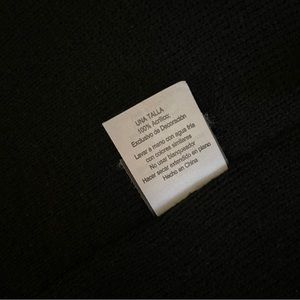 UNA TALLA
100% Acrílico;
Exclusivo de Decoración
Lavar a mano con agua fría
con colores similares
No usar blanqueador
Hacer secar extendido en plano
Hecho en China